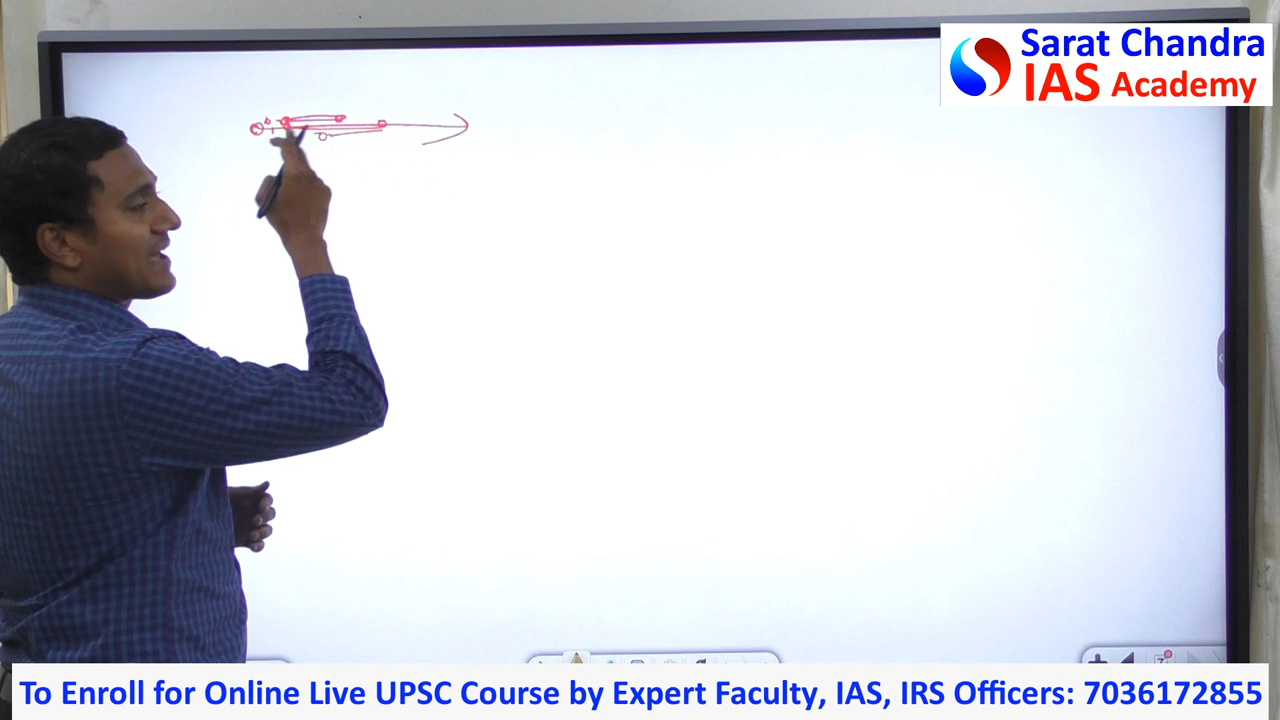 Sarat Chandra
IAS Academy
To Enroll for Online Live UPSC Course by Expert Faculty, IAS, IRS Officers: 7036172855